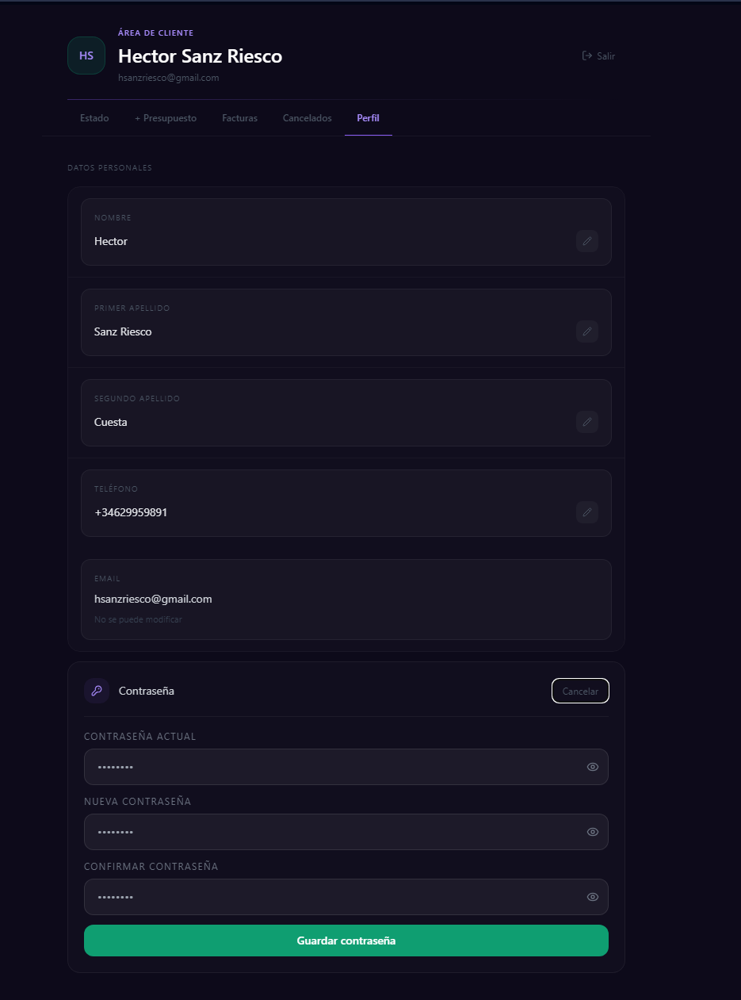 HS
ÁREA DE CLIENTE
Hector Sanz Riesco
hsanzriesco@gmail.com
Salir
Estado + Presupuesto Facturas Cancelados Perfil
DATOS PERSONALES
NOMBRE
Hector
PRIMER APELLIDO
Sanz Riesco
SEGUNDO APELLIDO
Cuesta
TELÉFONO
+34629959891
EMAIL
hsanzriesco@gmail.com
No se puede modificar
Contraseña
Cancelar
CONTRASEÑA ACTUAL
••••••••
NUEVA CONTRASEÑA
••••••••
CONFIRMAR CONTRASEÑA
••••••••
Guardar contraseña